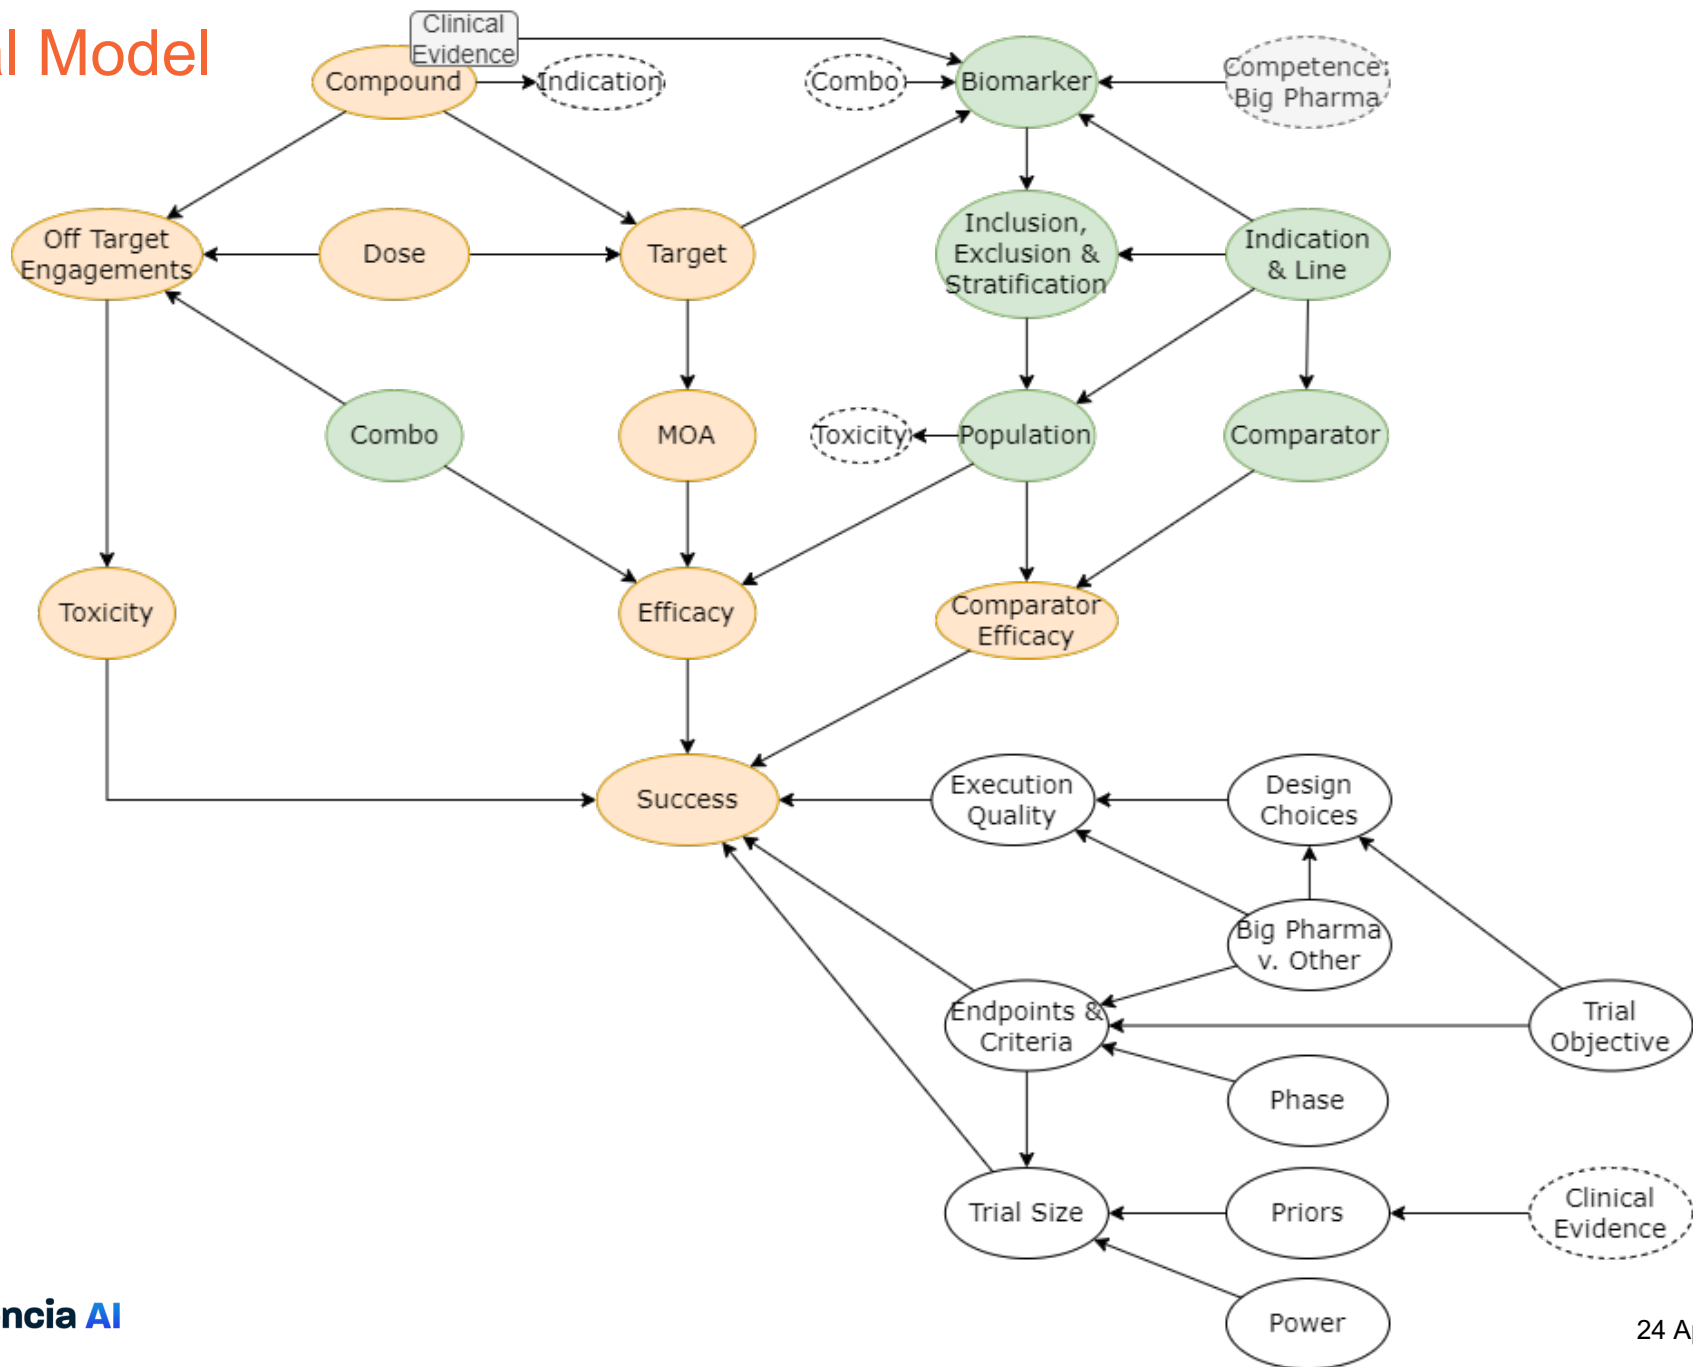 al Model
Clinical
Evidence
Compound
Indication
Combo
Biomarker
Competence:
Big Pharma
Off Target
Engagements
Dose
Target
Inclusion,
Exclusion &
Stratification
Indication
& Line
Combo
MOA
Toxicity
Population
Comparator
Toxicity
Efficacy
Comparator
Efficacy
Success
Execution
Quality
Design
Choices
Big Pharma
v. Other
Endpoints &
Criteria
Trial
Objective
Phase
Trial Size
Priors
Clinical
Evidence
Power
ncia AI
24 A